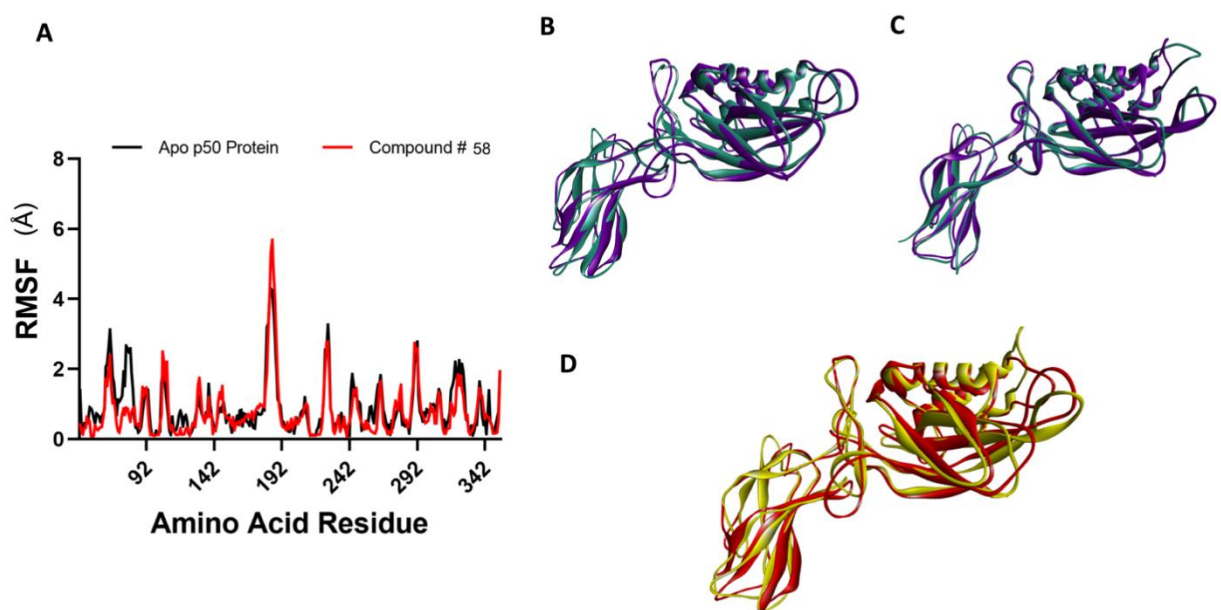 A
B
C
Apo p50 Protein
Compound # 58
8
6
4
2
0
RMSF (Å)
92
142
192
242
292
342
Amino Acid Residue
D